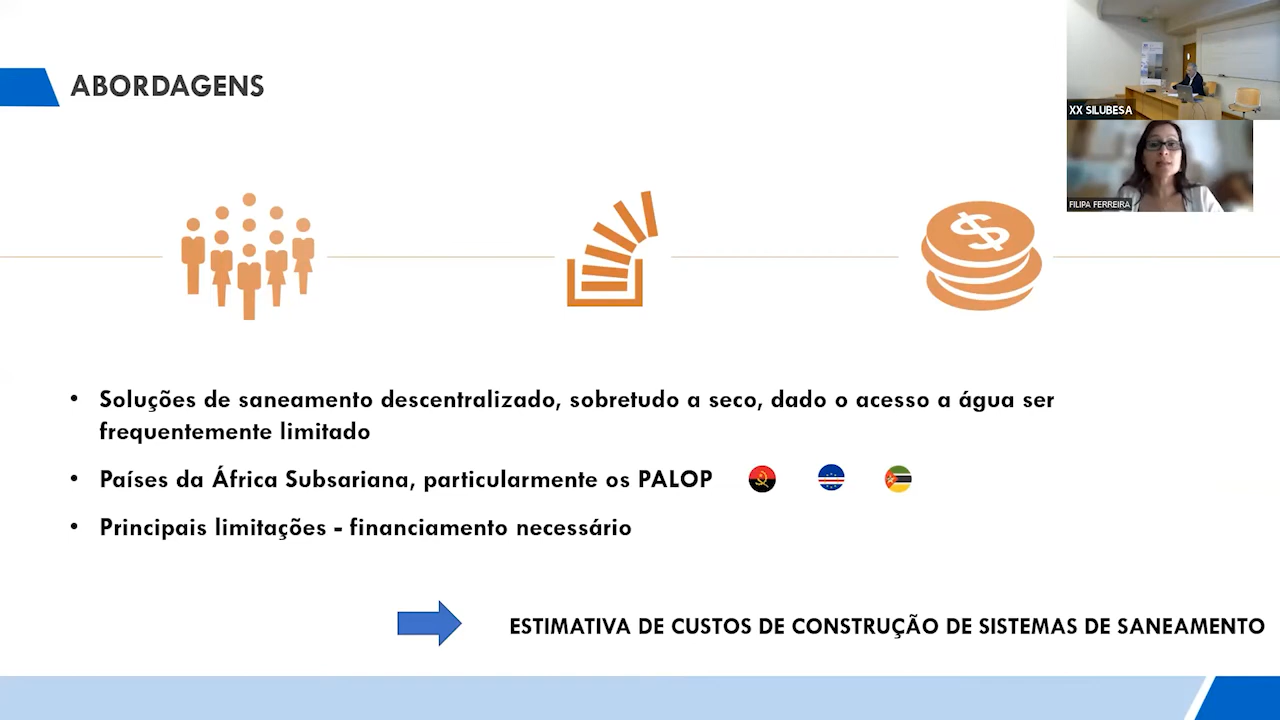 ABORDAGENS
XX SILUBESA
FILIPA FERREIRA
$
• Soluções de saneamento descentralizado, sobretudo a seco, dado o acesso a água ser
frequentemente limitado
• Países da África Subsariana, particularmente os PALOP
• Principais limitações - financiamento necessário
ESTIMATIVA DE CUSTOS DE CONSTRUÇÃO DE SISTEMAS DE SANEAMENTO